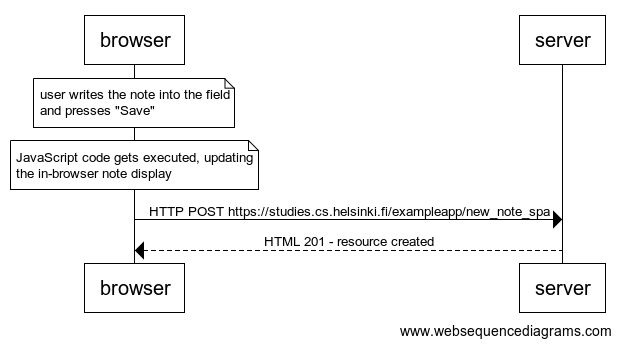 browser
server
user writes the note into the field
and presses "Save"
JavaScript code gets executed, updating
the in-browser note display
HTTP POST https://studies.cs.helsinki.fi/exampleapp/new_note_spa
HTML 201 - resource created
browser
server
www.websequencediagrams.com